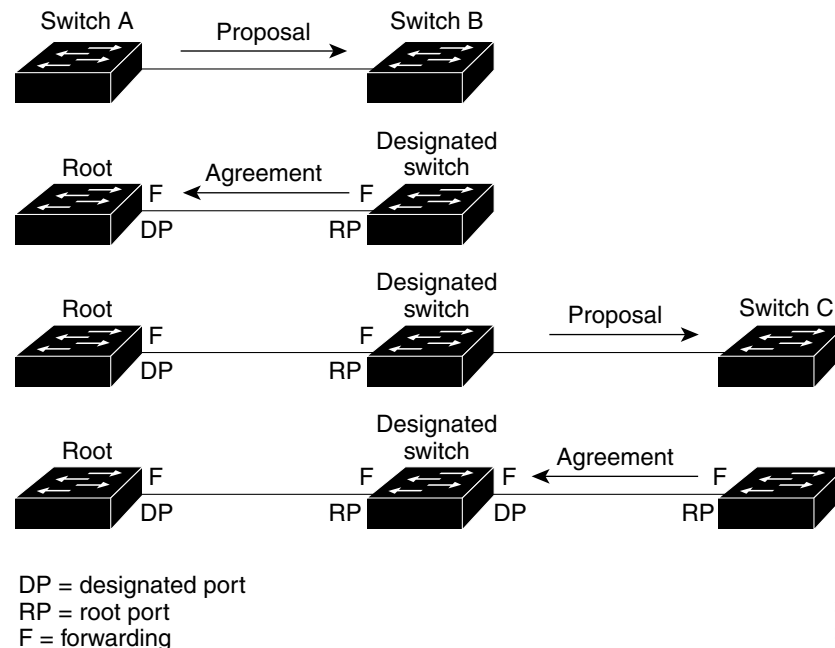 Switch A
Proposal
Switch B
Root
F
Agreement
F
Designated
switch
DP
RP
Root
F
F
Designated
switch
Proposal
Switch C
DP
RP
Root
F
F
Designated
switch
F
Agreement
F
DP
RP
DP
RP
DP = designated port
RP = root port
F = forwarding